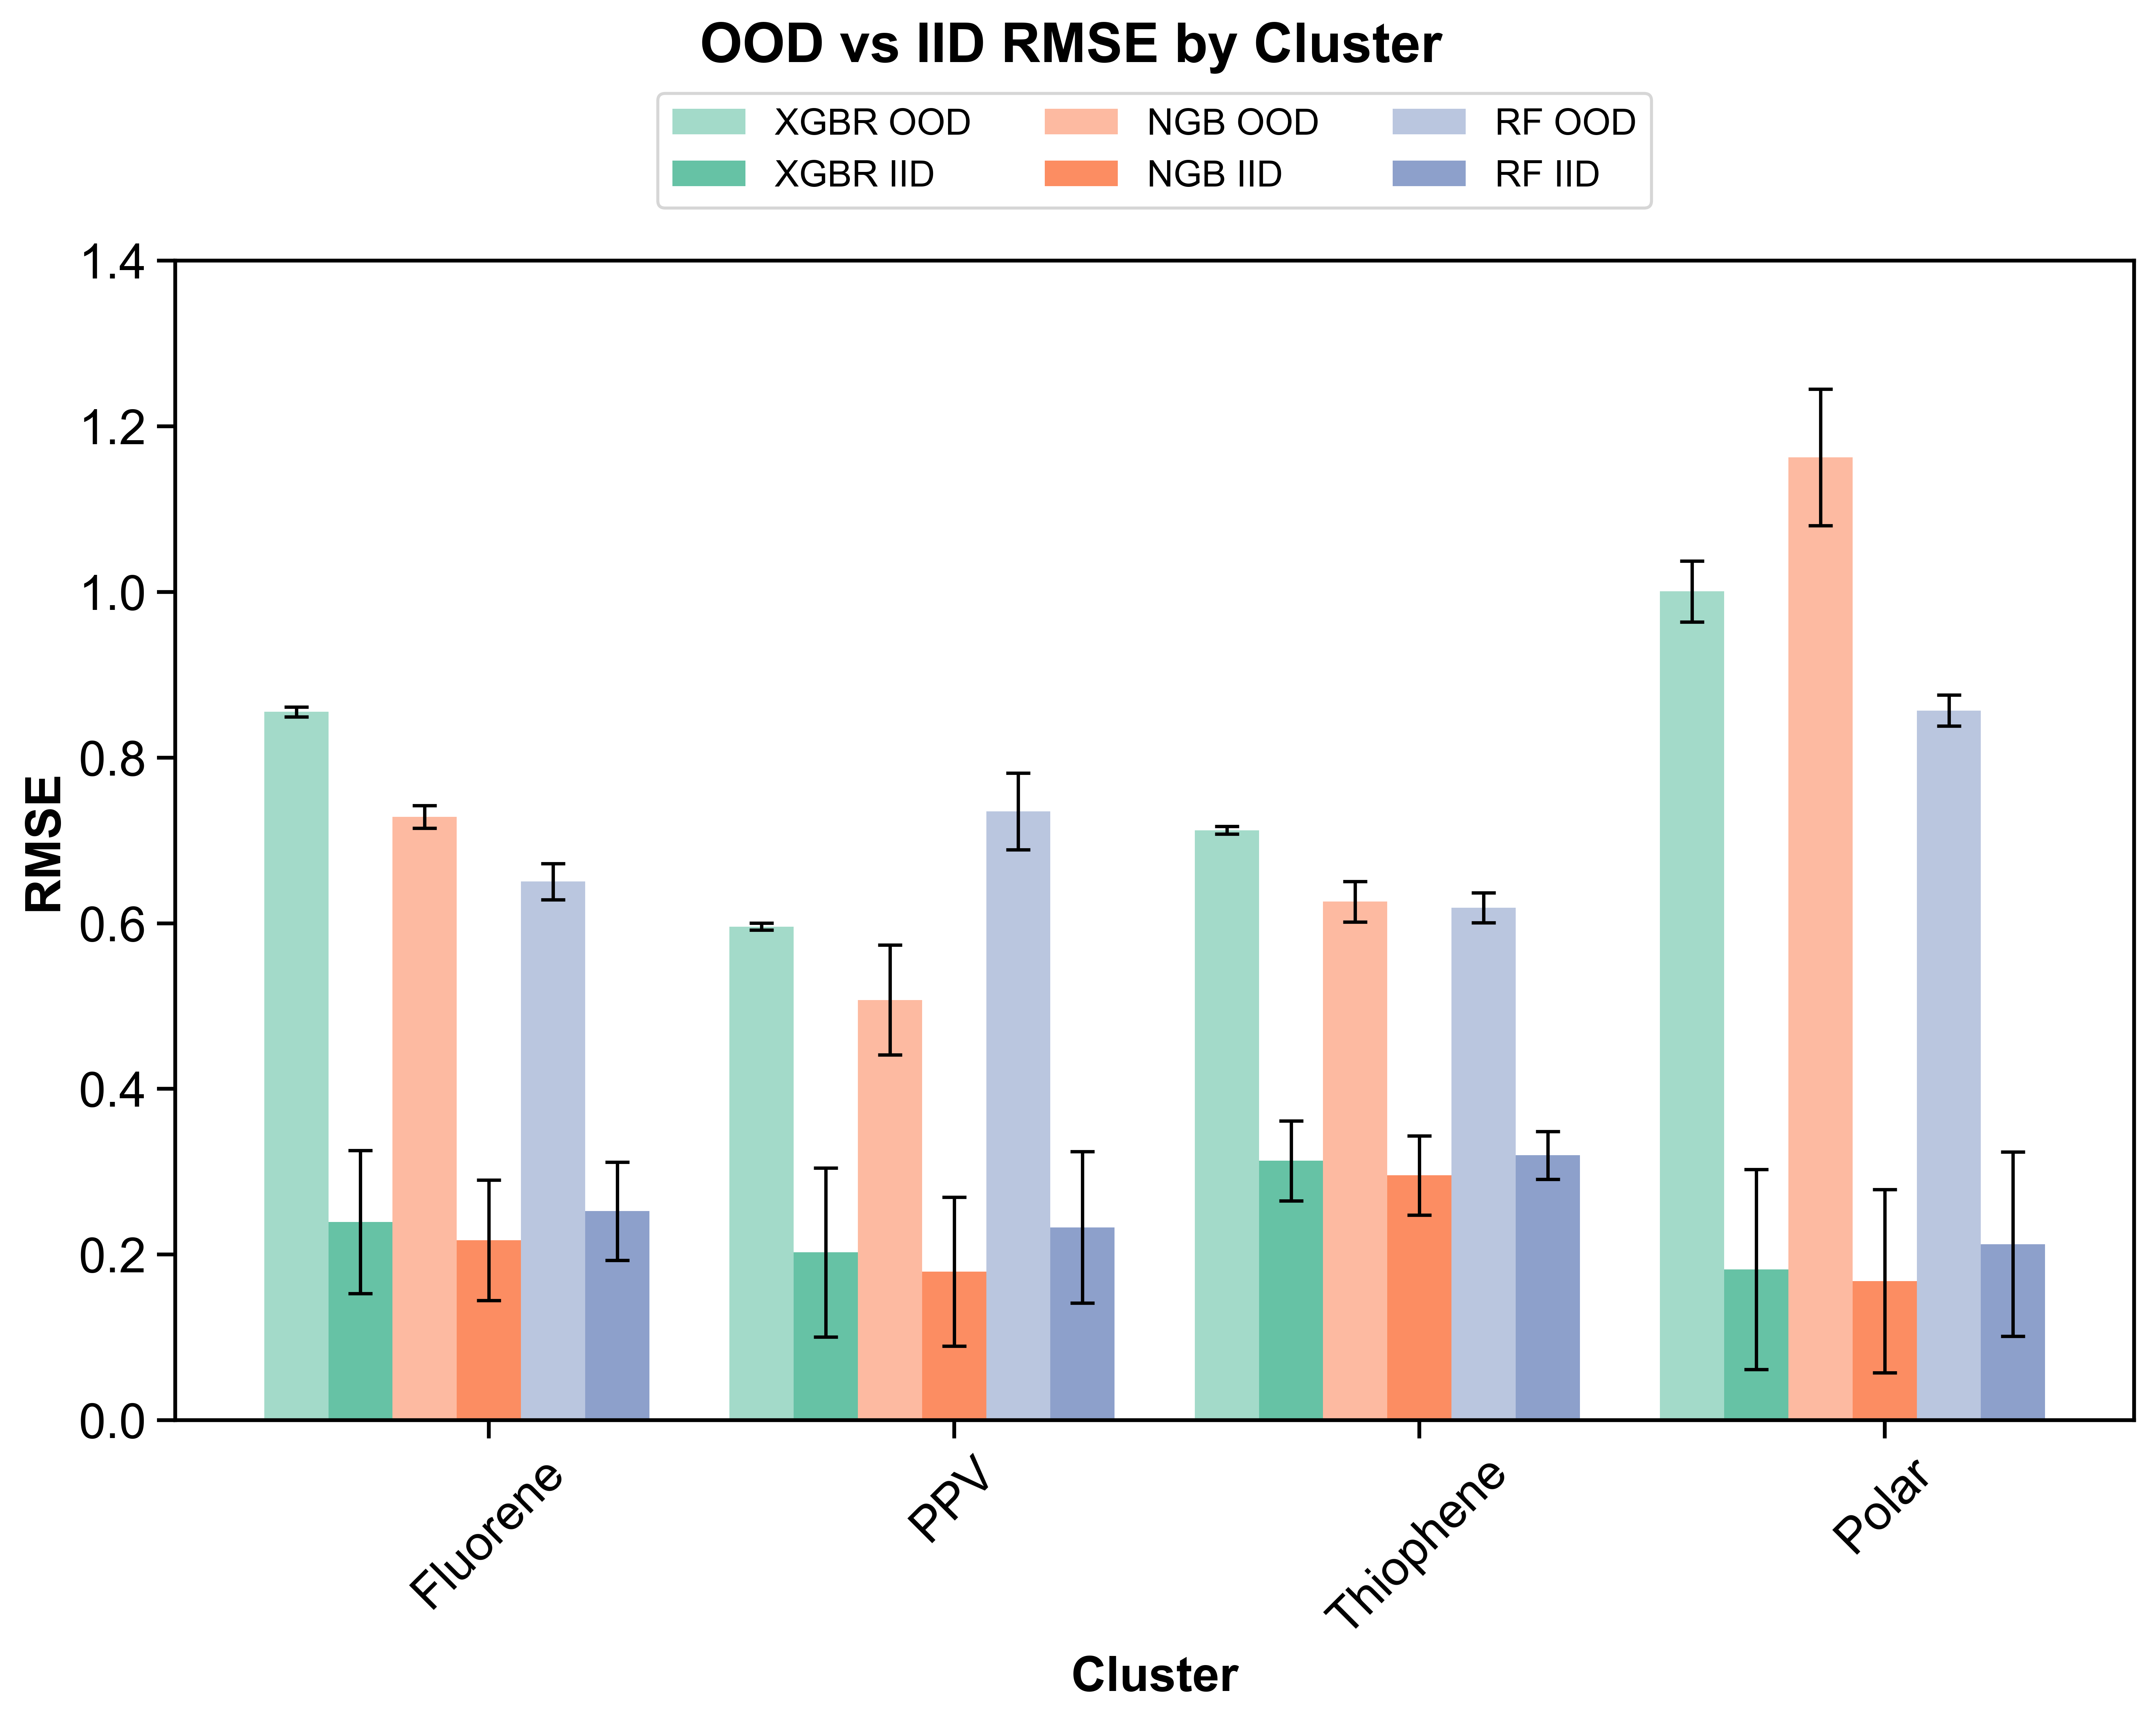 OOD vs IID RMSE by Cluster
XGBR OOD NGB OOD RF OOD
XGBR IID NGB IID RF IID
1.4
1.2
1.0
0.8
0.6
0.4
0.2
0.0
RMSE
Fluorene PPV Thiophene Polar
Cluster